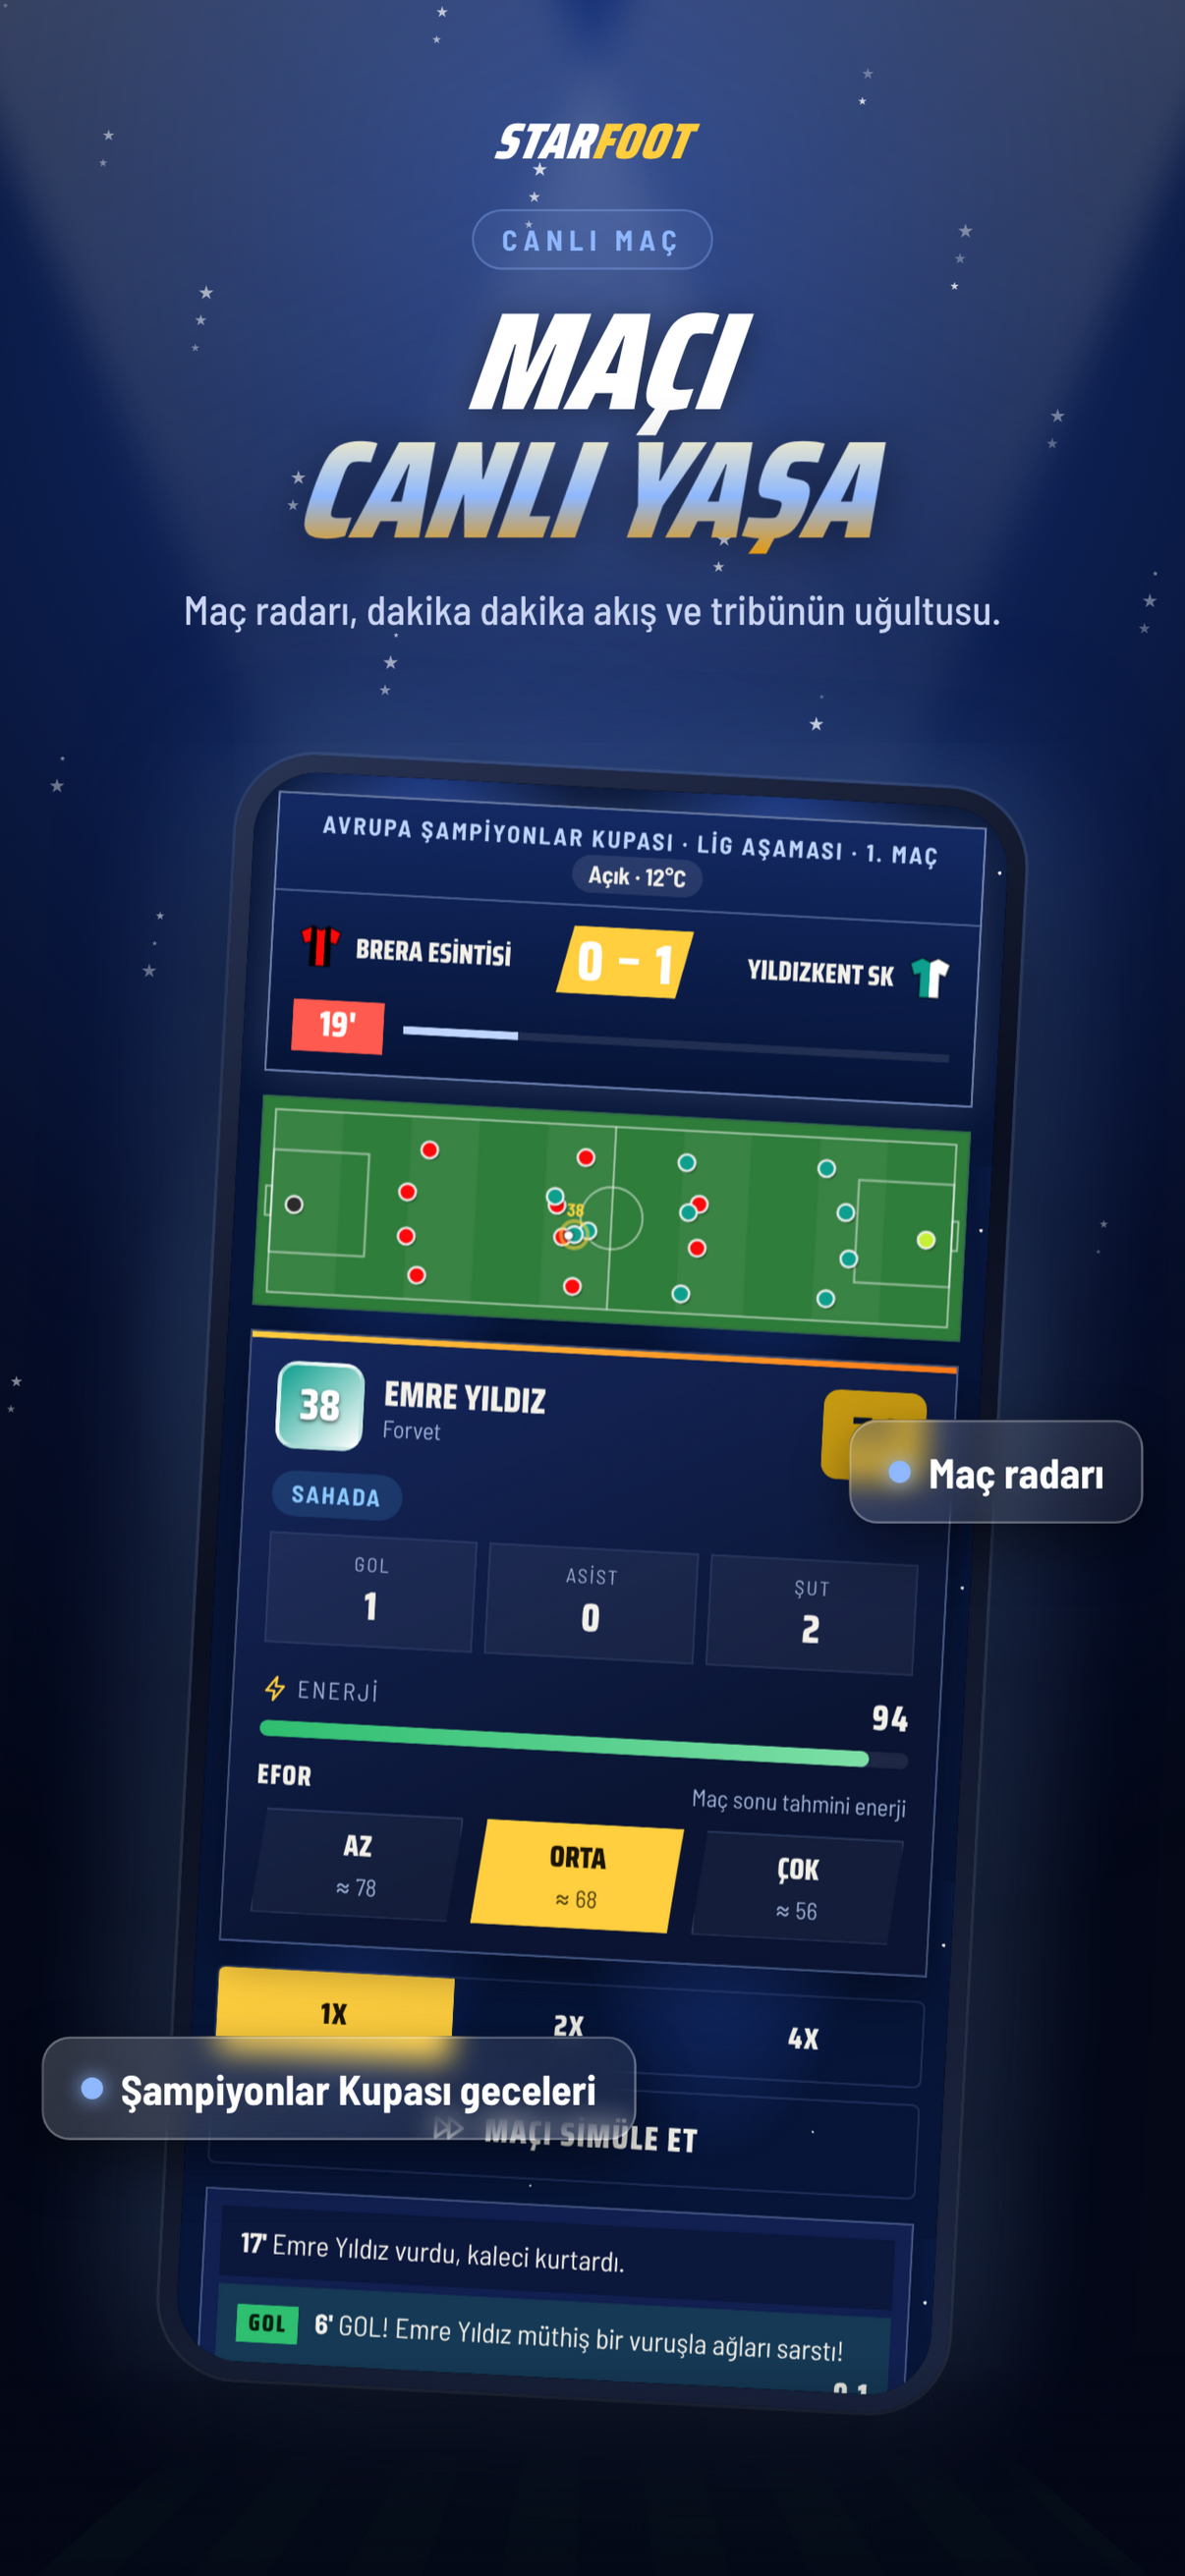 STARFOOT
CANLI MAÇ
MAÇI
CANLI YAŞA
Maç radarı, dakika dakika akış ve tribünün uğultusu.
AVRUPA ŞAMPİYONLAR KUPASI · LİG AŞAMASI · 1. MAÇ
Açık · 12°C
BRERA ESİNTİSİ 0 - 1 YILDIZKENT SK
19'
38
38 EMRE YILDIZ
Forvet
Maç radarı
SAHADA
GOL ASİST ŞUT
1 0 2
ENERJİ 94
EFOR Maç sonu tahmini enerji
AZ ORTA ÇOK
≈ 78 ≈ 68 ≈ 56
1X 2X 4X
Şampiyonlar Kupası geceleri
MAÇI SİMÜLE ET
17' Emre Yıldız vurdu, kaleci kurtardı.
GOL 6' GOL! Emre Yıldız müthiş bir vuruşla ağları sarstı!